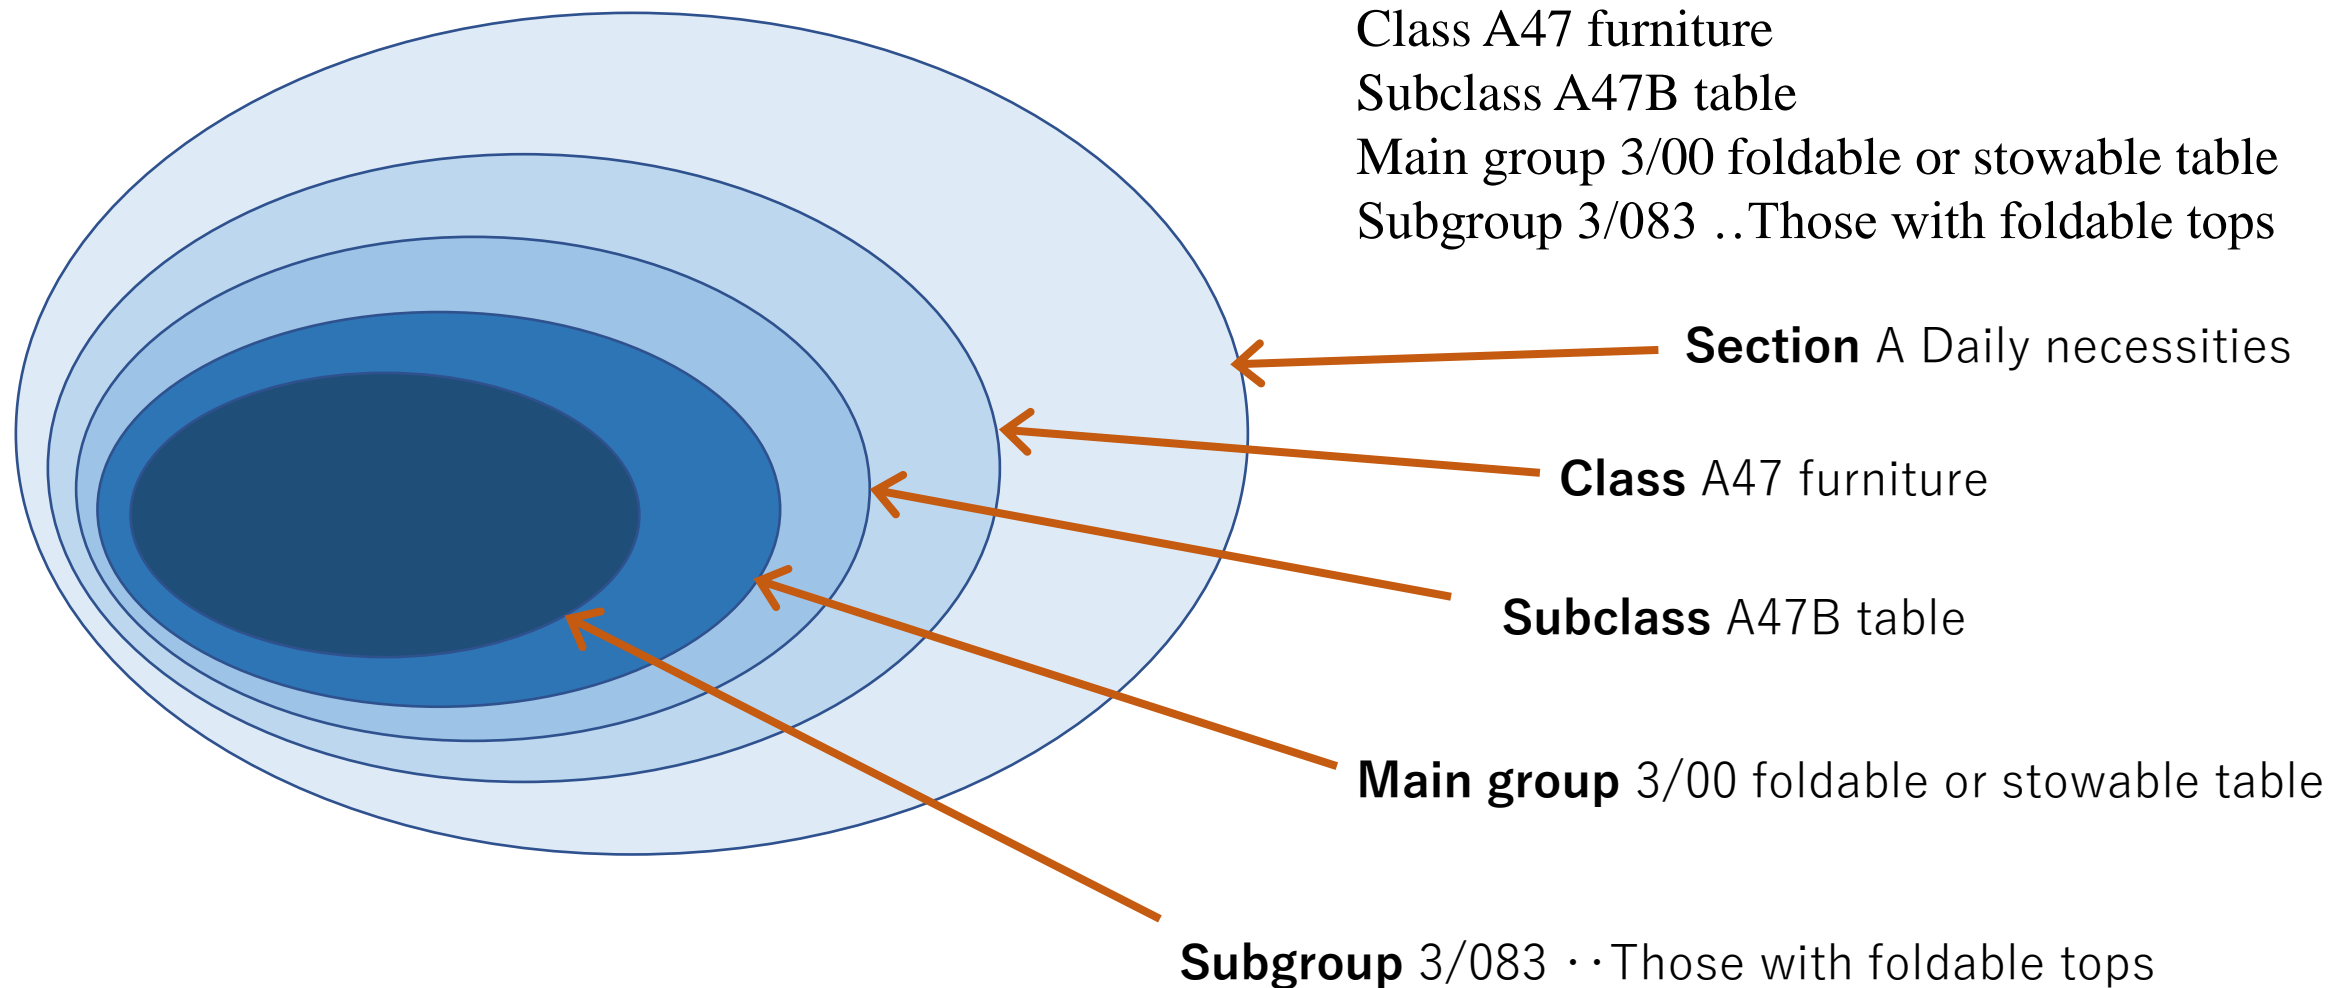 Class A47 furniture
Subclass A47B table
Main group 3/00 foldable or stowable table
Subgroup 3/083 ‥Those with foldable tops
Section A Daily necessities
Class A47 furniture
Subclass A47B table
Main group 3/00 foldable or stowable table
Subgroup 3/083 ・・Those with foldable tops